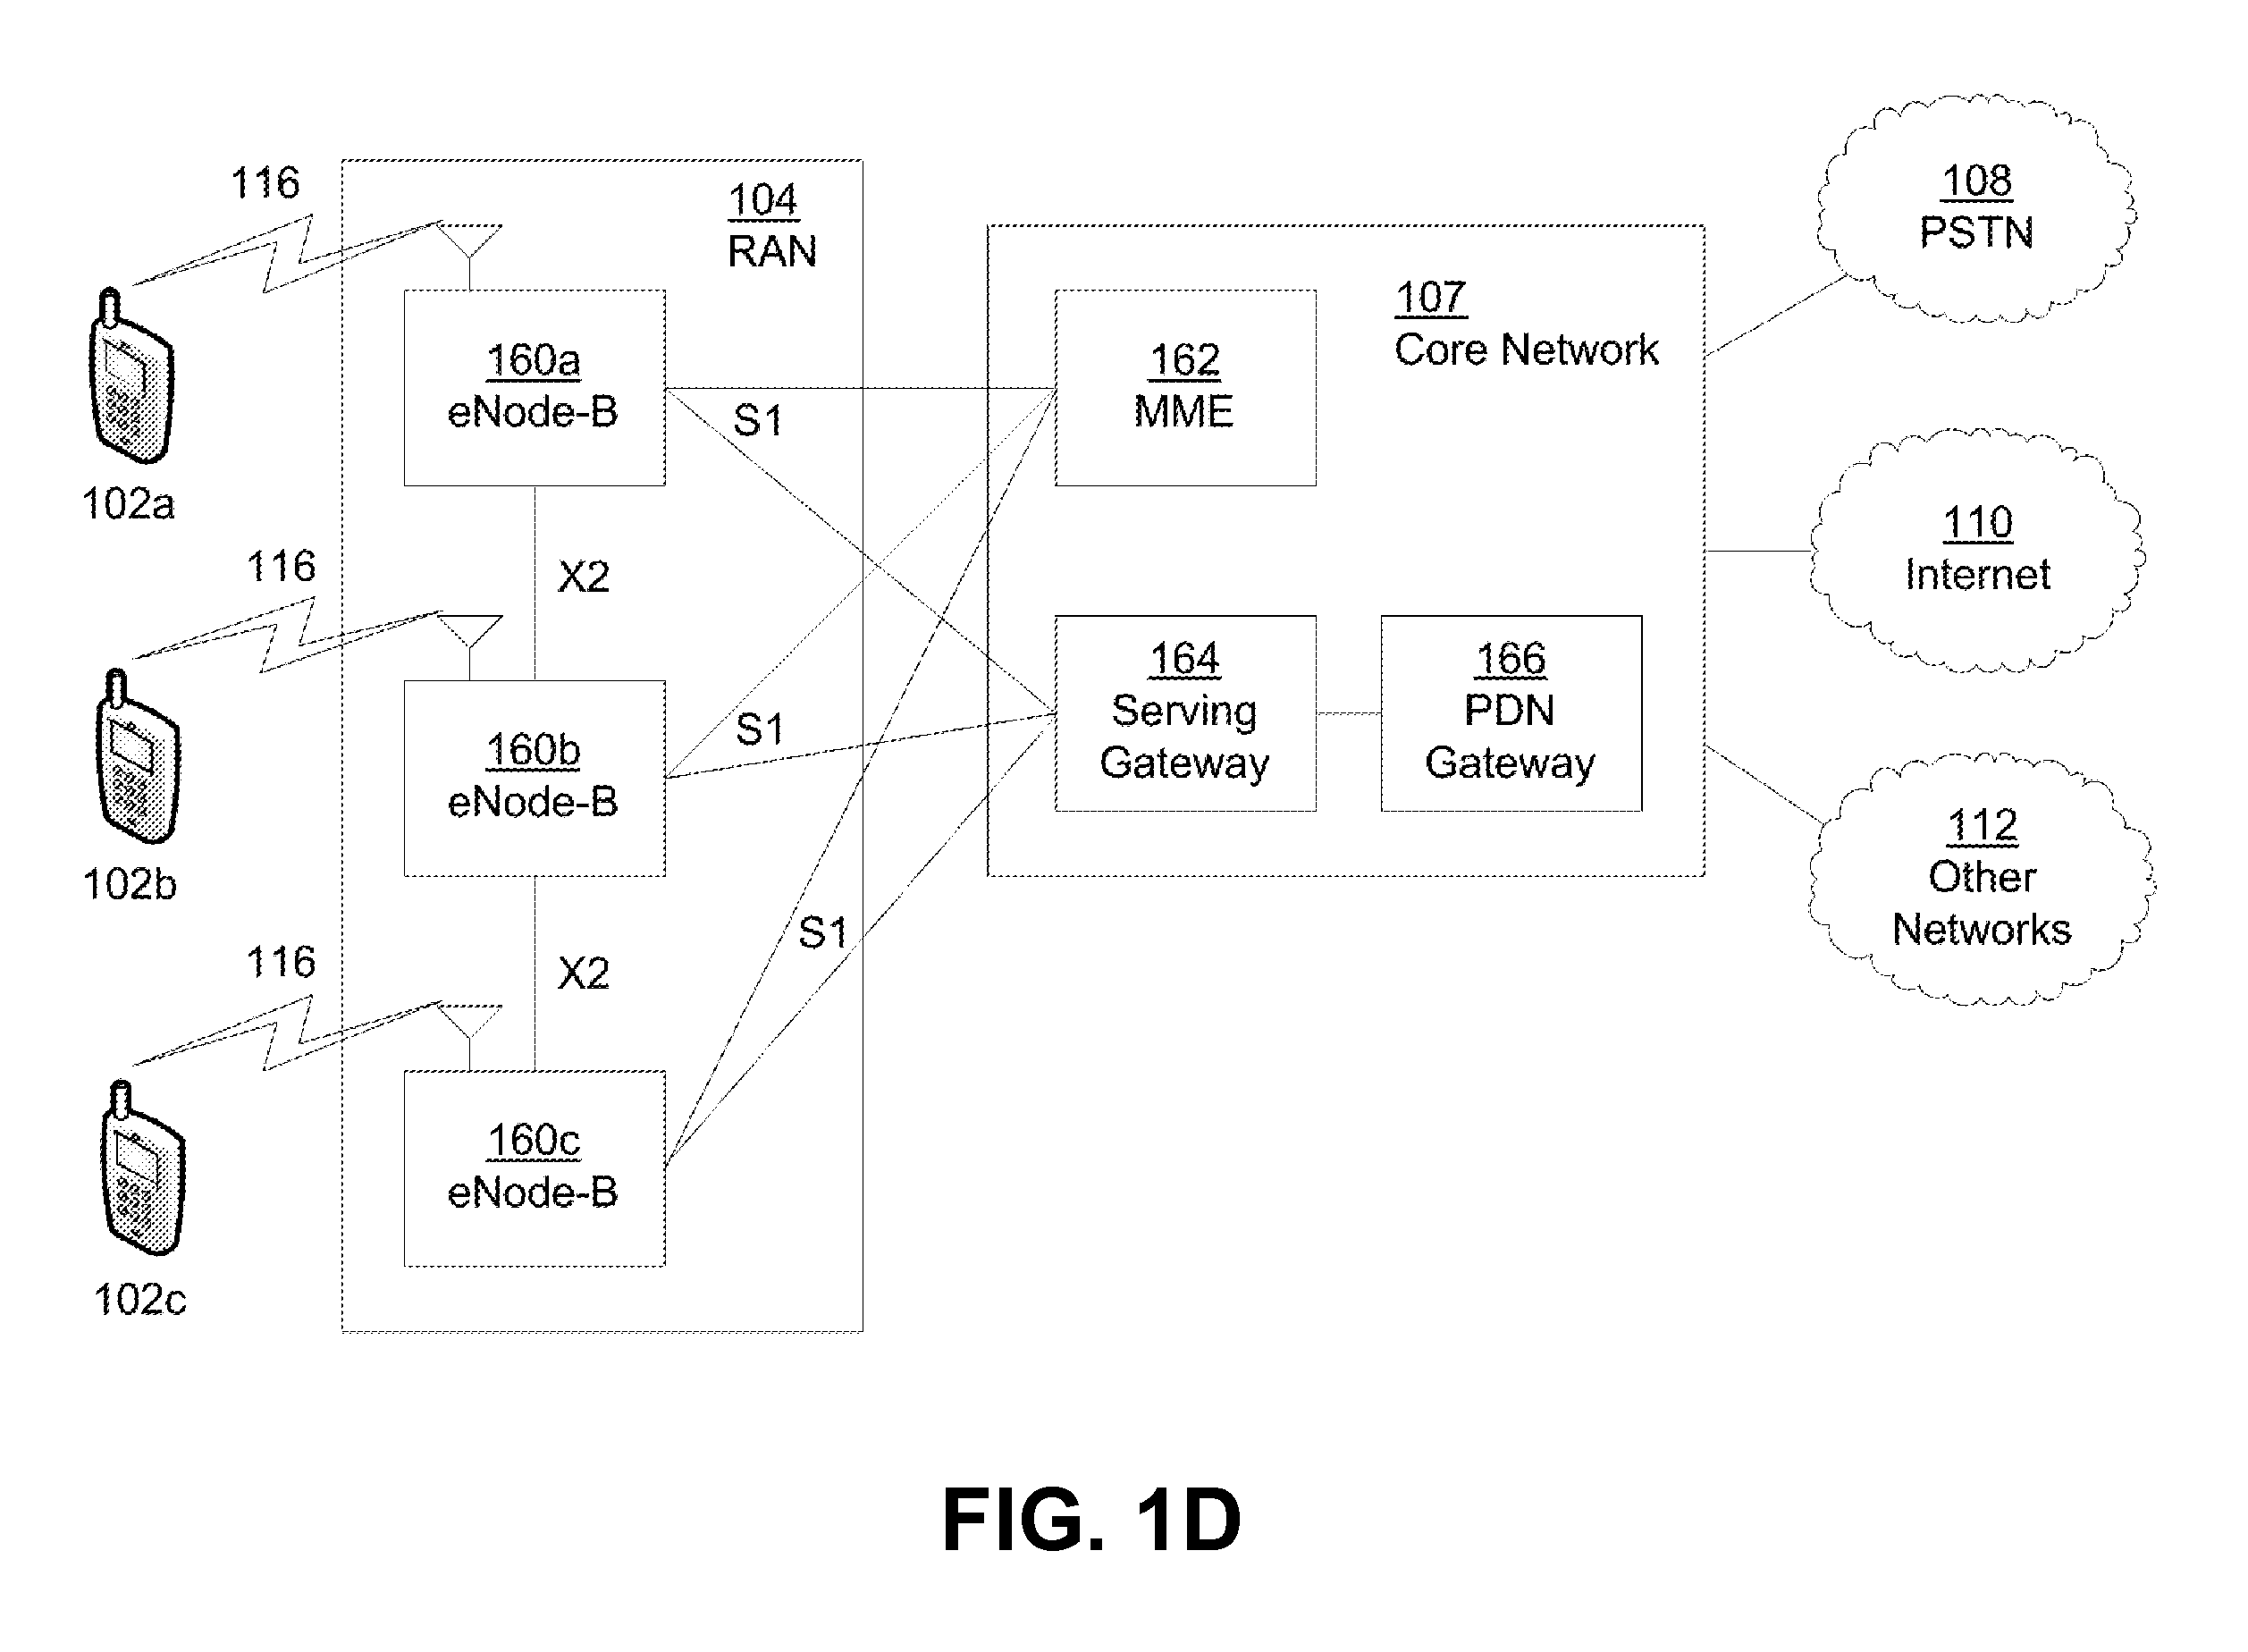 116
104
RAN
160a
eNode-B
102a
S1
107
Core Network
162
MME
108
PSTN
116
X2
160b
eNode-B
102b
S1
164
Serving
Gateway
166
PDN
Gateway
110
Internet
116
X2
160c
eNode-B
102c
S1
112
Other
Networks
FIG. 1D